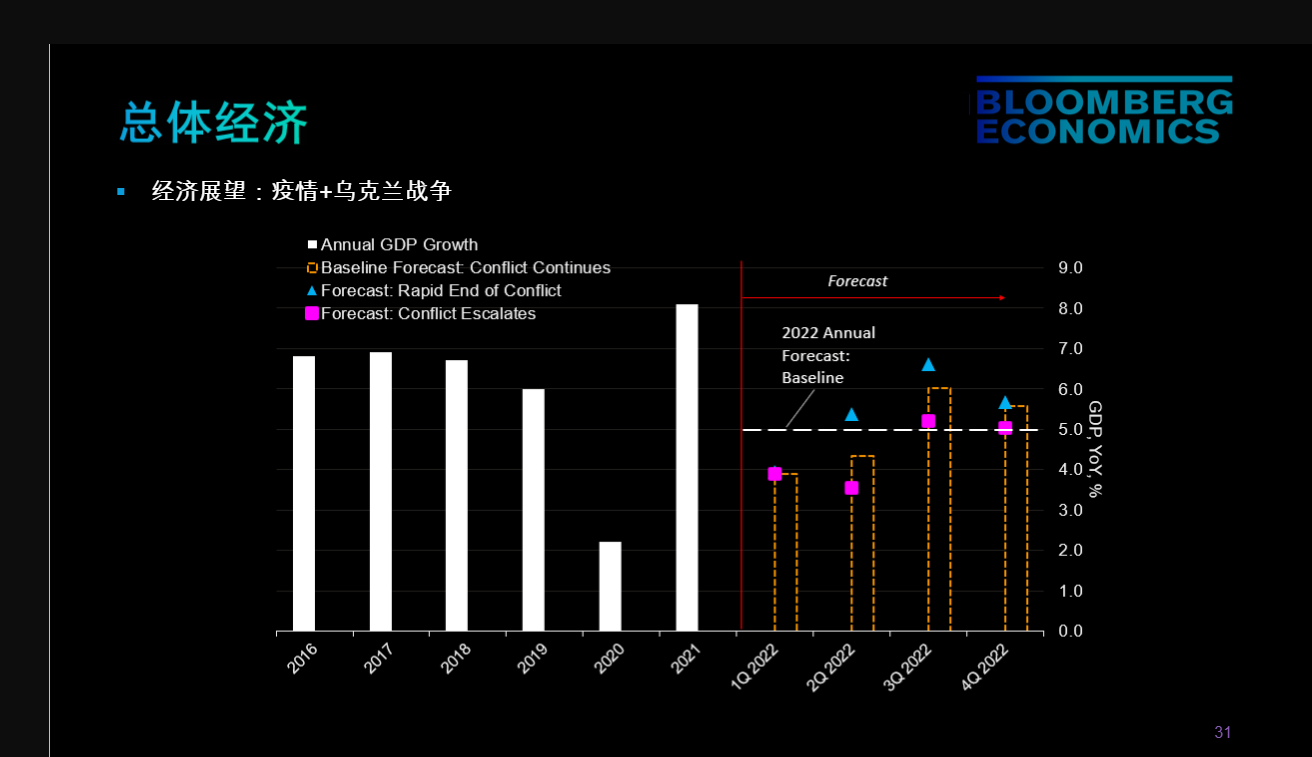 总体经济
BLOOMBERG
ECONOMICS
▪ 经济展望：疫情+乌克兰战争
Annual GDP Growth
Baseline Forecast: Conflict Continues
Forecast: Rapid End of Conflict
Forecast: Conflict Escalates
Forecast
2022 Annual
Forecast:
Baseline
9.0
8.0
7.0
6.0
5.0
4.0
3.0
2.0
1.0
0.0
GDP, YoY, %
2016
2017
2018
2019
2020
2021
1Q 2022
2Q 2022
3Q 2022
4Q 2022
31